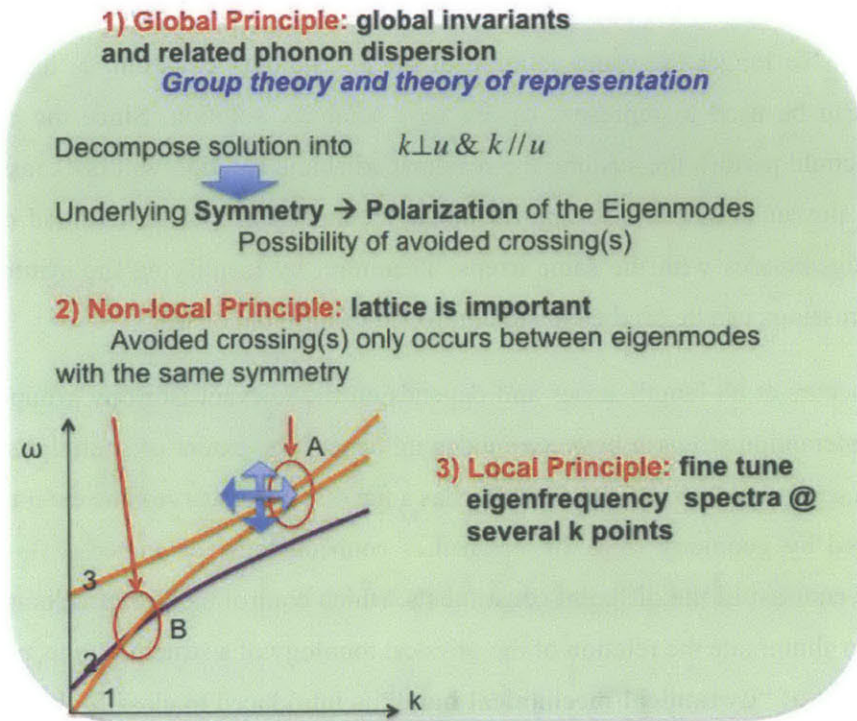 1) Global Principle: global invariants
and related phonon dispersion
Group theory and theory of representation
Decompose solution into k⊥u & k//u
Underlying Symmetry → Polarization of the Eigenmodes
Possibility of avoided crossing(s)
2) Non-local Principle: lattice is important
Avoided crossing(s) only occurs between eigenmodes
with the same symmetry
ω
A
3) Local Principle: fine tune
eigenfrequency spectra @
several k points
3
B
2
1
k